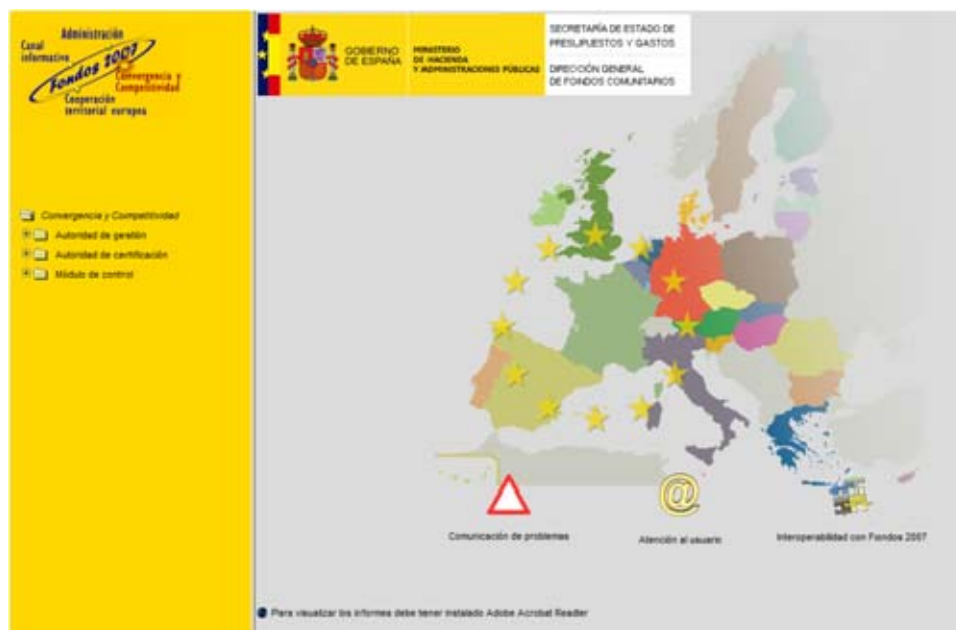 Administración
Canal
informativo
Fondos 2007
Convergencia y
Competitividad
Cooperación
territorial europea
GOBIERNO
DE ESPAÑA
MINISTERIO
DE HACIENDA
Y ADMINISTRACIONES PÚBLICAS
SECRETARÍA DE ESTADO DE
PRESUPUESTOS Y GASTOS
DIRECCIÓN GENERAL
DE FONDOS COMUNITARIOS
Convergencia y Competitividad
Autoridad de gestión
Autoridad de certificación
Módulo de control
@
Comunicación de problemas
Atención al usuario
Interoperabilidad con Fondos 2007
Para visualizar los informes debe tener instalado Adobe Acrobat Reader